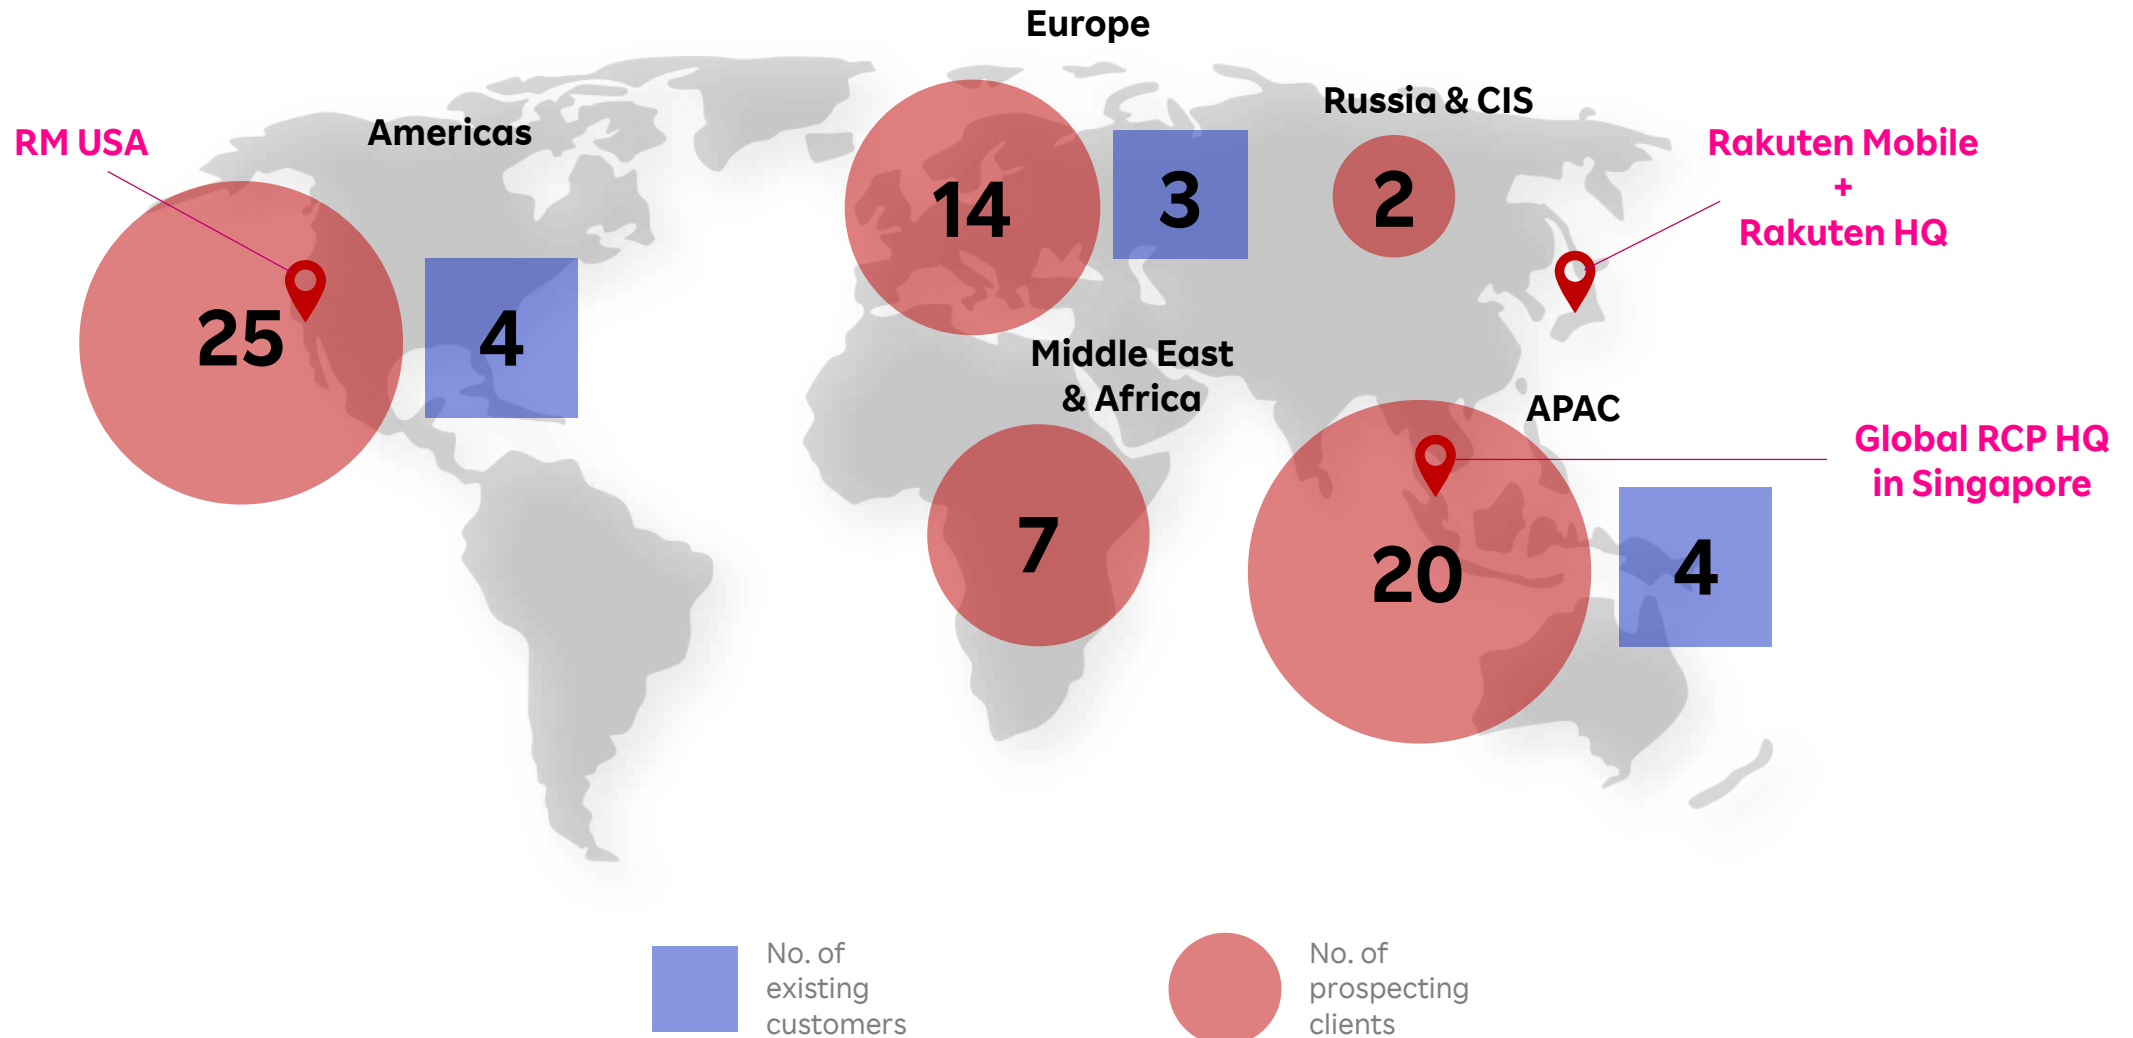 Europe
Russia & CIS
Americas
RM USA
Rakuten Mobile
+
Rakuten HQ
14
3
2
25
4
Middle East
& Africa
APAC
Global RCP HQ
in Singapore
7
20
4
No. of
existing
customers
No. of
prospecting
clients